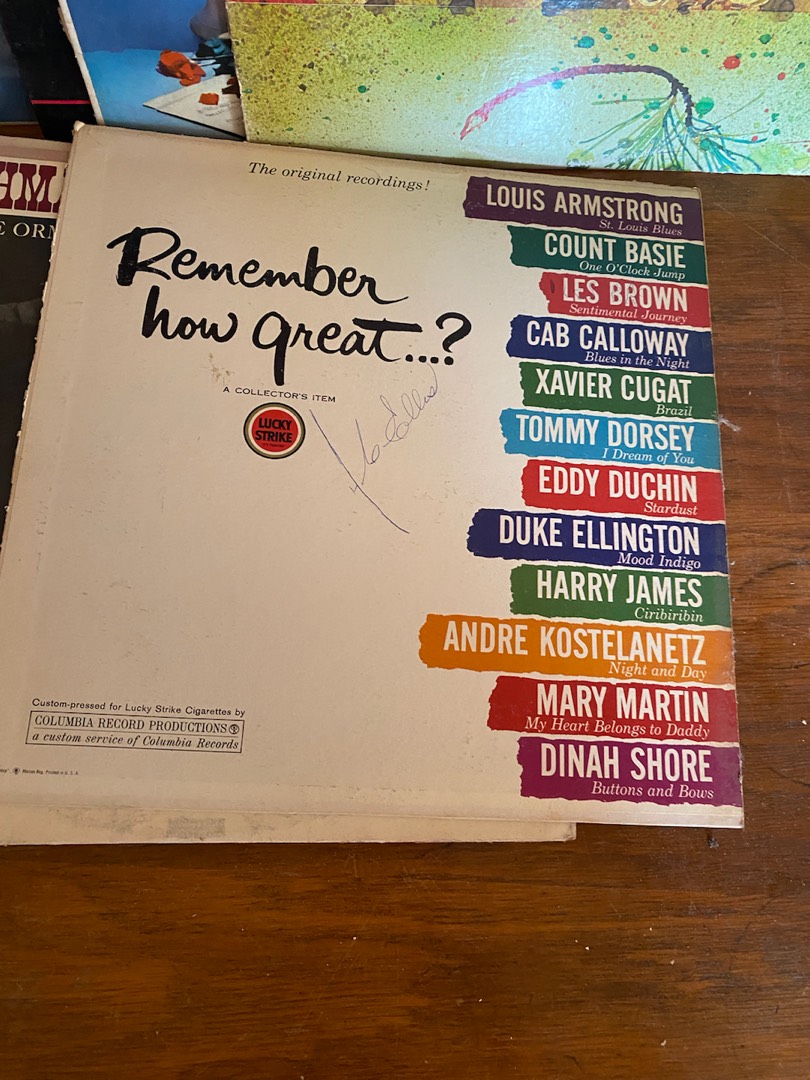 The original recordings!
Remember
how great...?
A COLLECTOR'S ITEM
LUCKY
STRIKE
LOUIS ARMSTRONG
St. Louis Blues
COUNT BASIE
One O'Clock Jump
LES BROWN
Sentimental Journey
CAB CALLOWAY
Blues in the Night
XAVIER CUGAT
Brazil
TOMMY DORSEY
I Dream of You
EDDY DUCHIN
Stardust
DUKE ELLINGTON
Mood Indigo
HARRY JAMES
Ciribiribin
ANDRE KOSTELANETZ
Night and Day
MARY MARTIN
My Heart Belongs to Daddy
DINAH SHORE
Buttons and Bows
Custom-pressed for Lucky Strike Cigarettes by
COLUMBIA RECORD PRODUCTIONS
a custom service of Columbia Records
Printed in U. S. A.